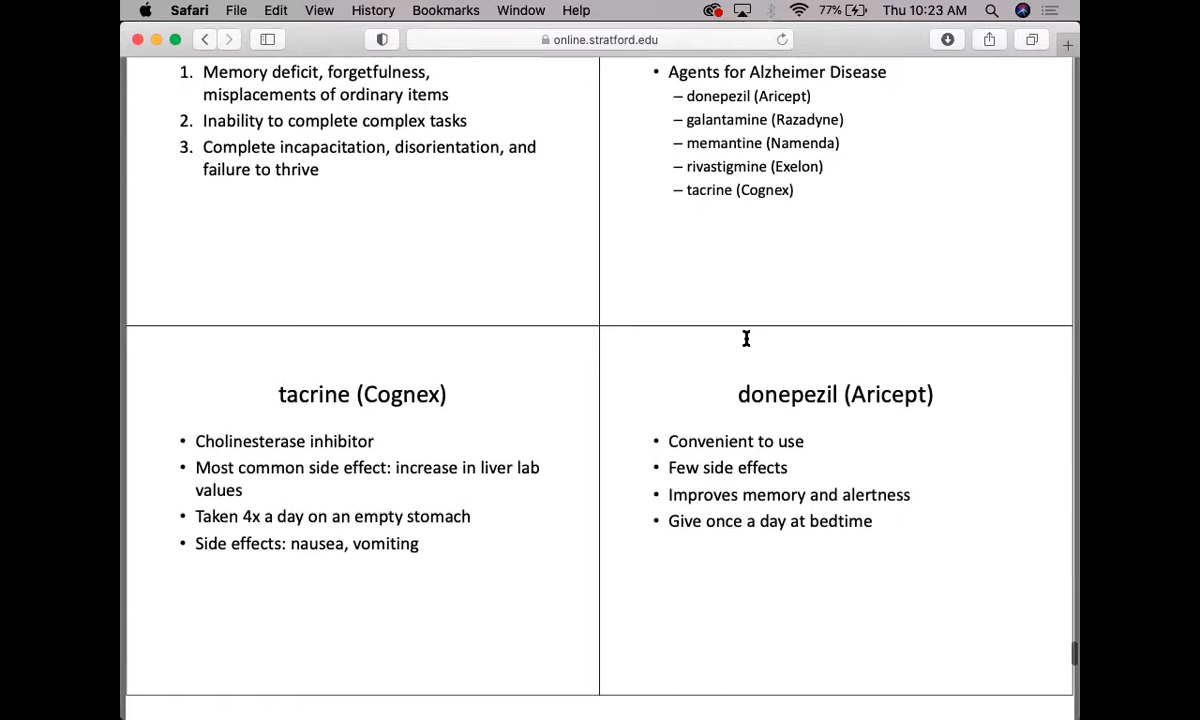 Safari File Edit View History Bookmarks Window Help 77% Thu 10:23 AM
online.stratford.edu
1. Memory deficit, forgetfulness,
misplacements of ordinary items
2. Inability to complete complex tasks
3. Complete incapacitation, disorientation, and
failure to thrive
• Agents for Alzheimer Disease
– donepezil (Aricept)
– galantamine (Razadyne)
– memantine (Namenda)
– rivastigmine (Exelon)
– tacrine (Cognex)
tacrine (Cognex)
• Cholinesterase inhibitor
• Most common side effect: increase in liver lab
values
• Taken 4x a day on an empty stomach
• Side effects: nausea, vomiting
donepezil (Aricept)
• Convenient to use
• Few side effects
• Improves memory and alertness
• Give once a day at bedtime